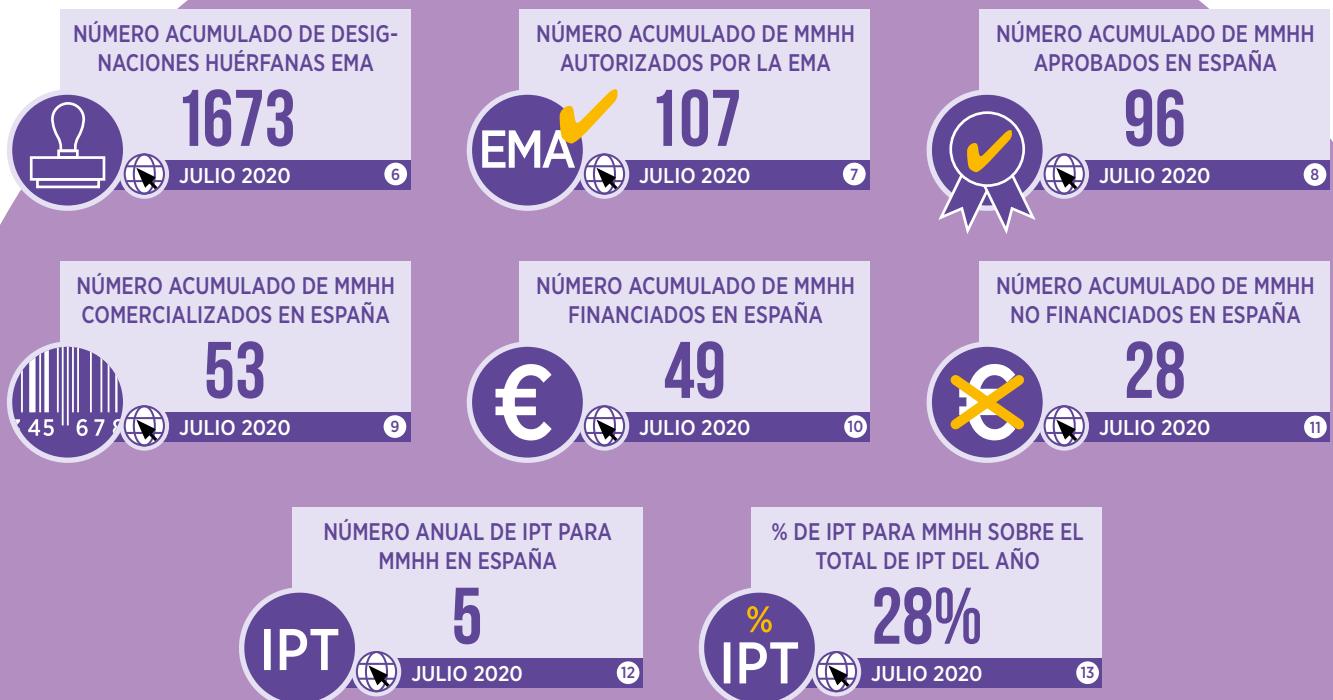 NÚMERO ACUMULADO DE DESIG-
NACIONES HUÉRFANAS EMA
1673
JULIO 2020
6
NÚMERO ACUMULADO DE MMHH
AUTORIZADOS POR LA EMA
107
EMA
JULIO 2020
7
NÚMERO ACUMULADO DE MMHH
APROBADOS EN ESPAÑA
96
JULIO 2020
8
NÚMERO ACUMULADO DE MMHH
COMERCIALIZADOS EN ESPAÑA
53
45 678
JULIO 2020
9
NÚMERO ACUMULADO DE MMHH
FINANCIADOS EN ESPAÑA
49
€
JULIO 2020
10
NÚMERO ACUMULADO DE MMHH
NO FINANCIADOS EN ESPAÑA
28
€
JULIO 2020
11
NÚMERO ANUAL DE IPT PARA
MMHH EN ESPAÑA
5
IPT
JULIO 2020
12
% DE IPT PARA MMHH SOBRE EL
TOTAL DE IPT DEL AÑO
28%
%
IPT
JULIO 2020
13